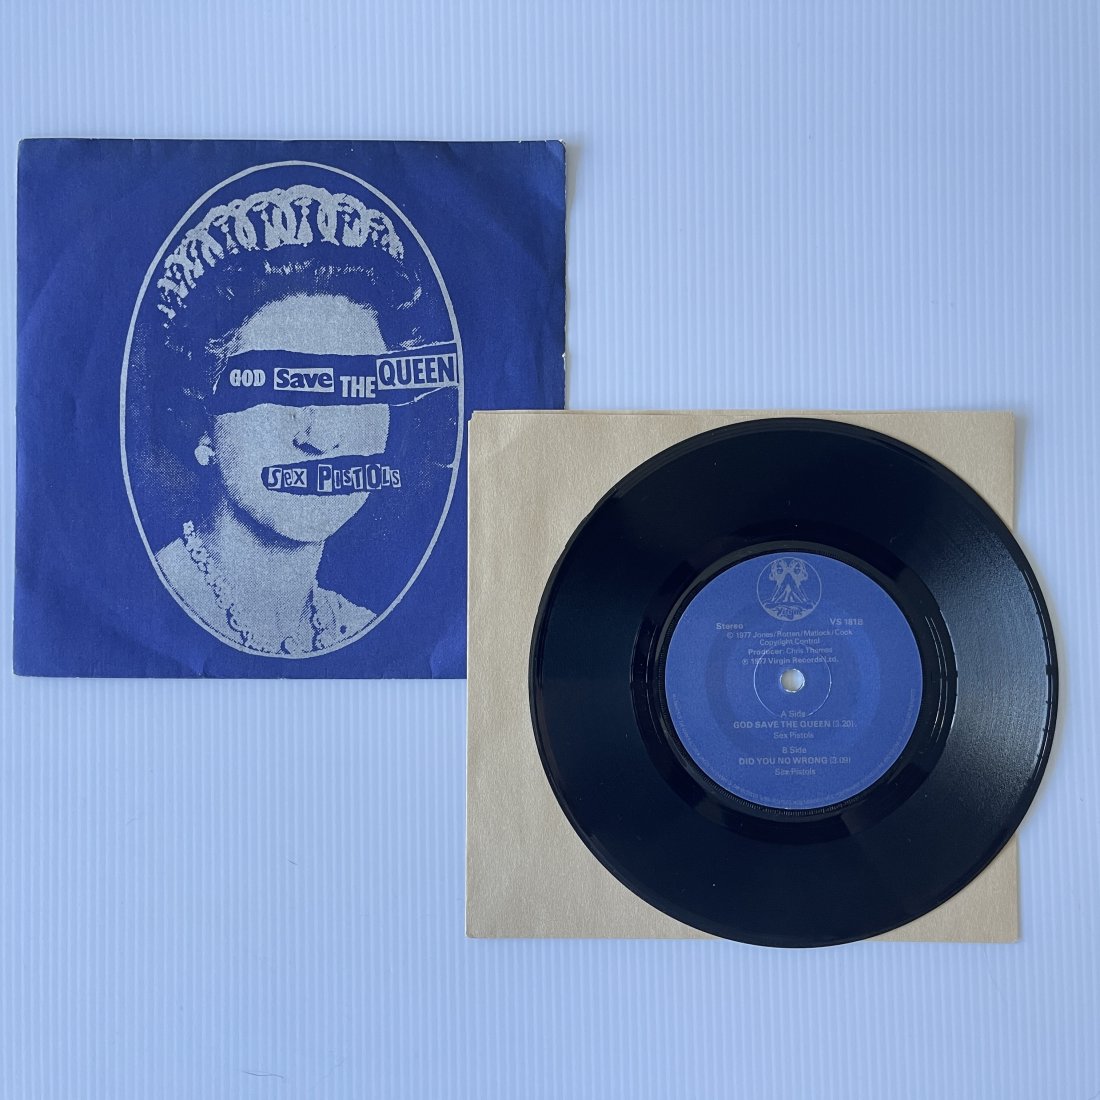 GOD Save THE QUEEN
Sex PISTOLS
Virgin
Stereo VS 181B
© 1977 Jones/Rotten/Matlock/Cook
Copyright Control
Producer: Chris Thomas
℗ 1977 Virgin Records Ltd.
A Side
GOD SAVE THE QUEEN (3.20)
Sex Pistols
B Side
DID YOU NO WRONG (3.09)
Sex Pistols